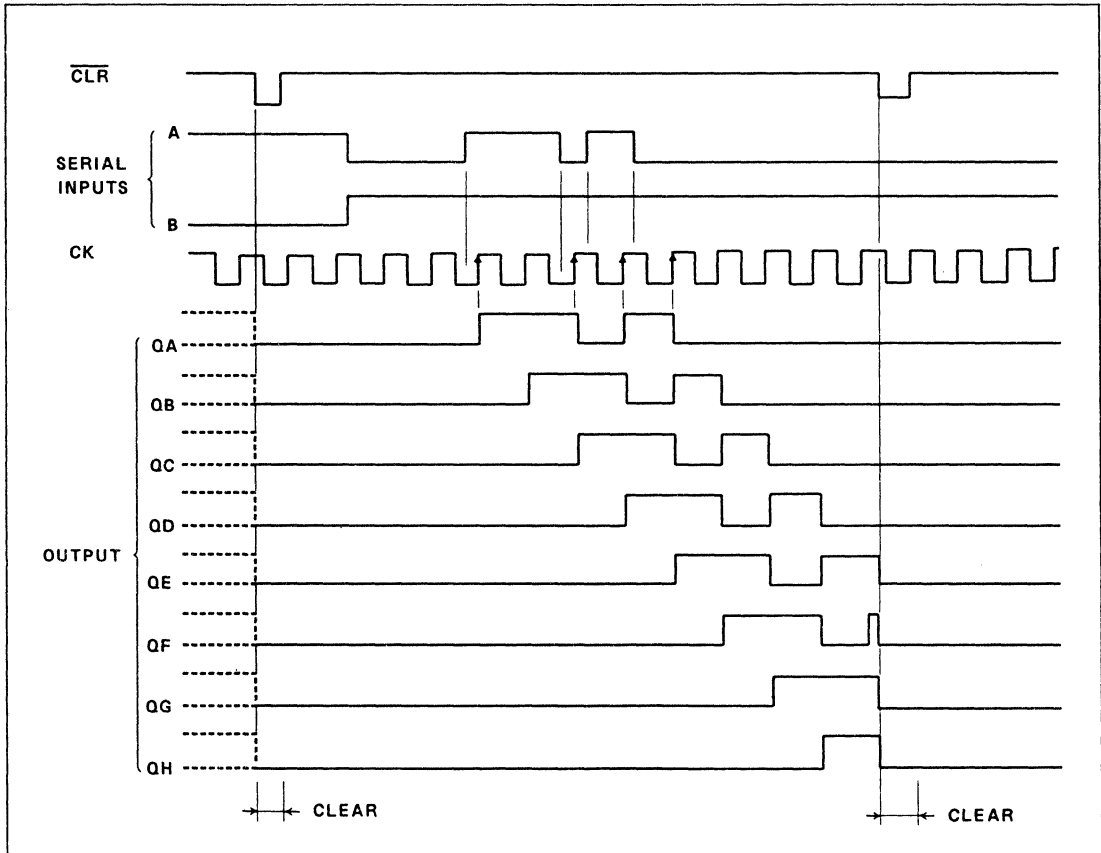 CLR
A
SERIAL
INPUTS
B
CK
QA
QB
QC
QD
OUTPUT
QE
QF
QG
QH
CLEAR
CLEAR